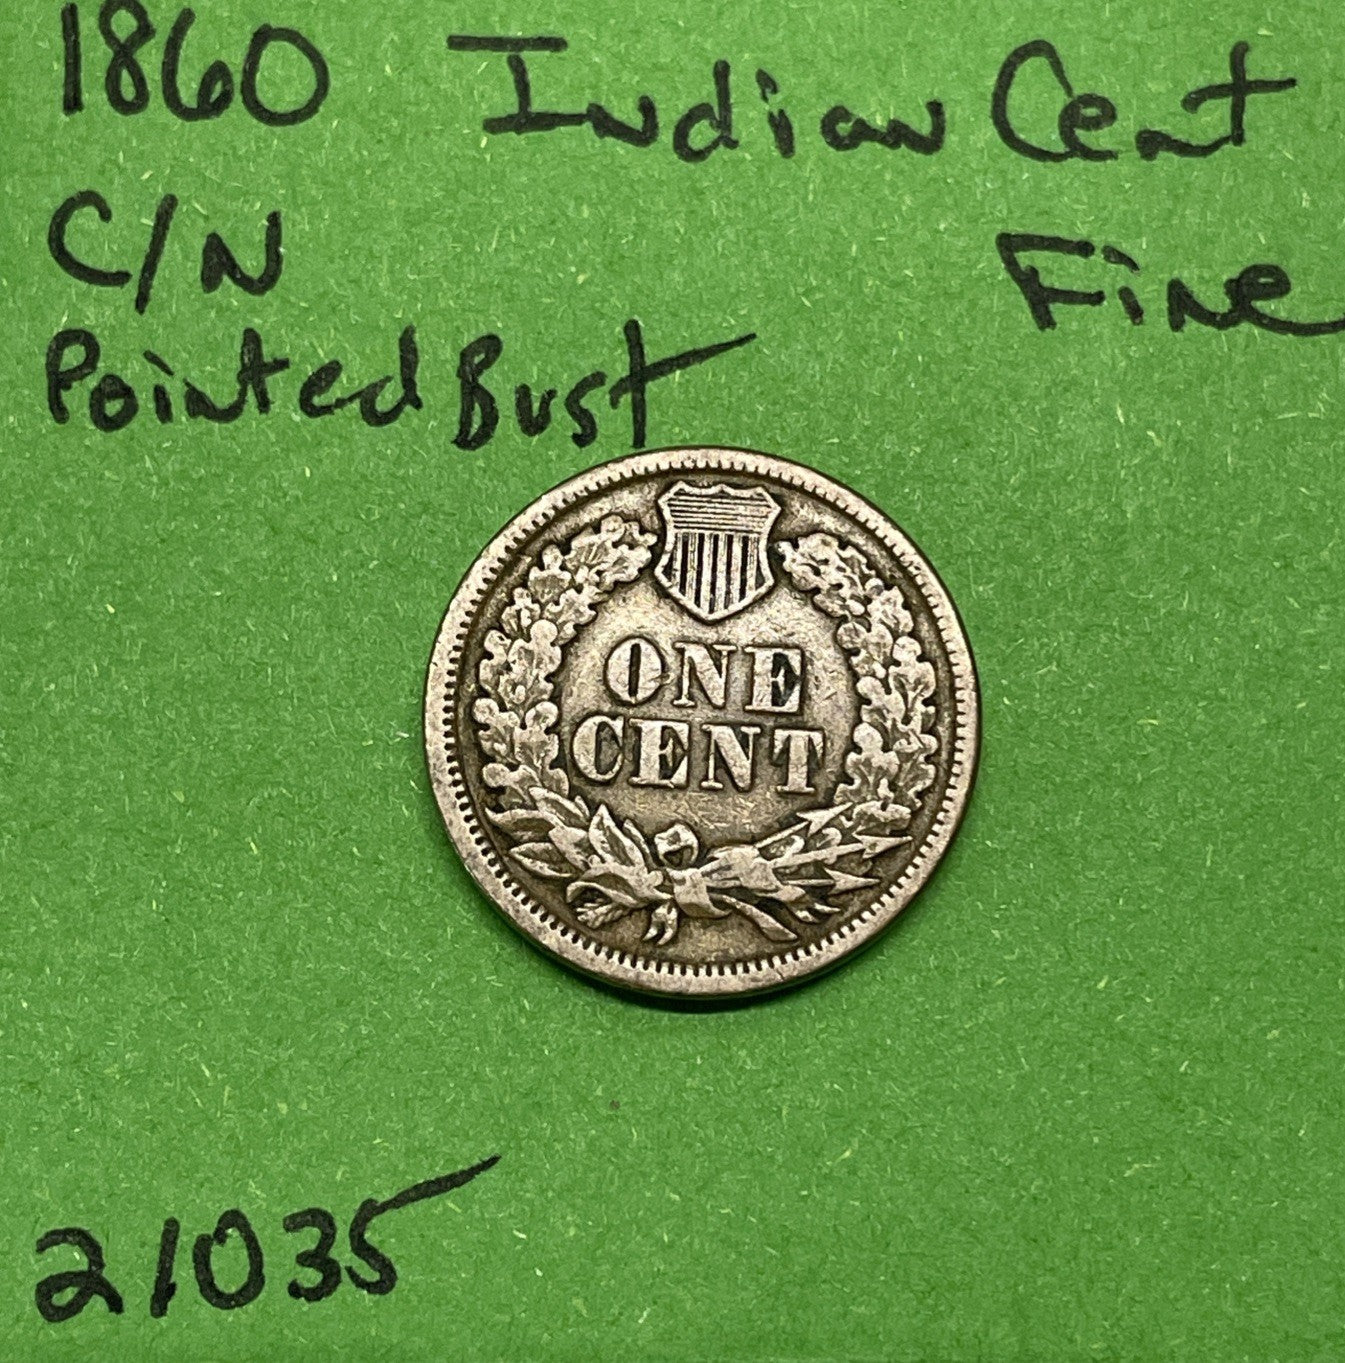 1860 Indian Cent
C/N Fine
Pointed Bust
ONE
CENT
21035